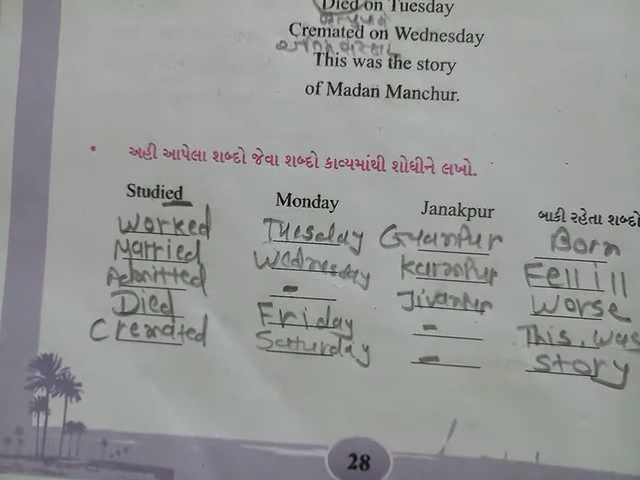 Died on Tuesday
Cremated on Wednesday
This was the story
of Madan Manchur.
• અહીં આપેલા શબ્દો જેવા શબ્દો કાવ્યમાંથી શોધીને લખો.
Studied Monday Janakpur બાકી રહેતા શબ્દો
Worked Tuesday Gyanpur Born
Married Wednesday Karanpur Fell ill
Admitted - Jivanpur Worse
Died Friday - This, was
Cremated Saturday - Story
28